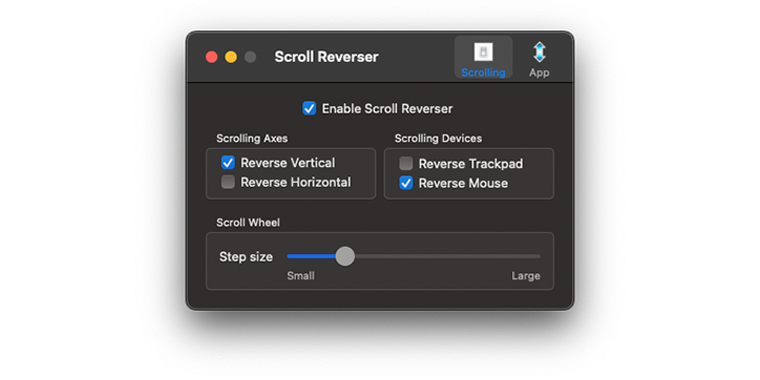 Scroll Reverser
Scrolling
App
Enable Scroll Reverser
Scrolling Axes
Reverse Vertical
Reverse Horizontal
Scrolling Devices
Reverse Trackpad
Reverse Mouse
Scroll Wheel
Step size
Small
Large